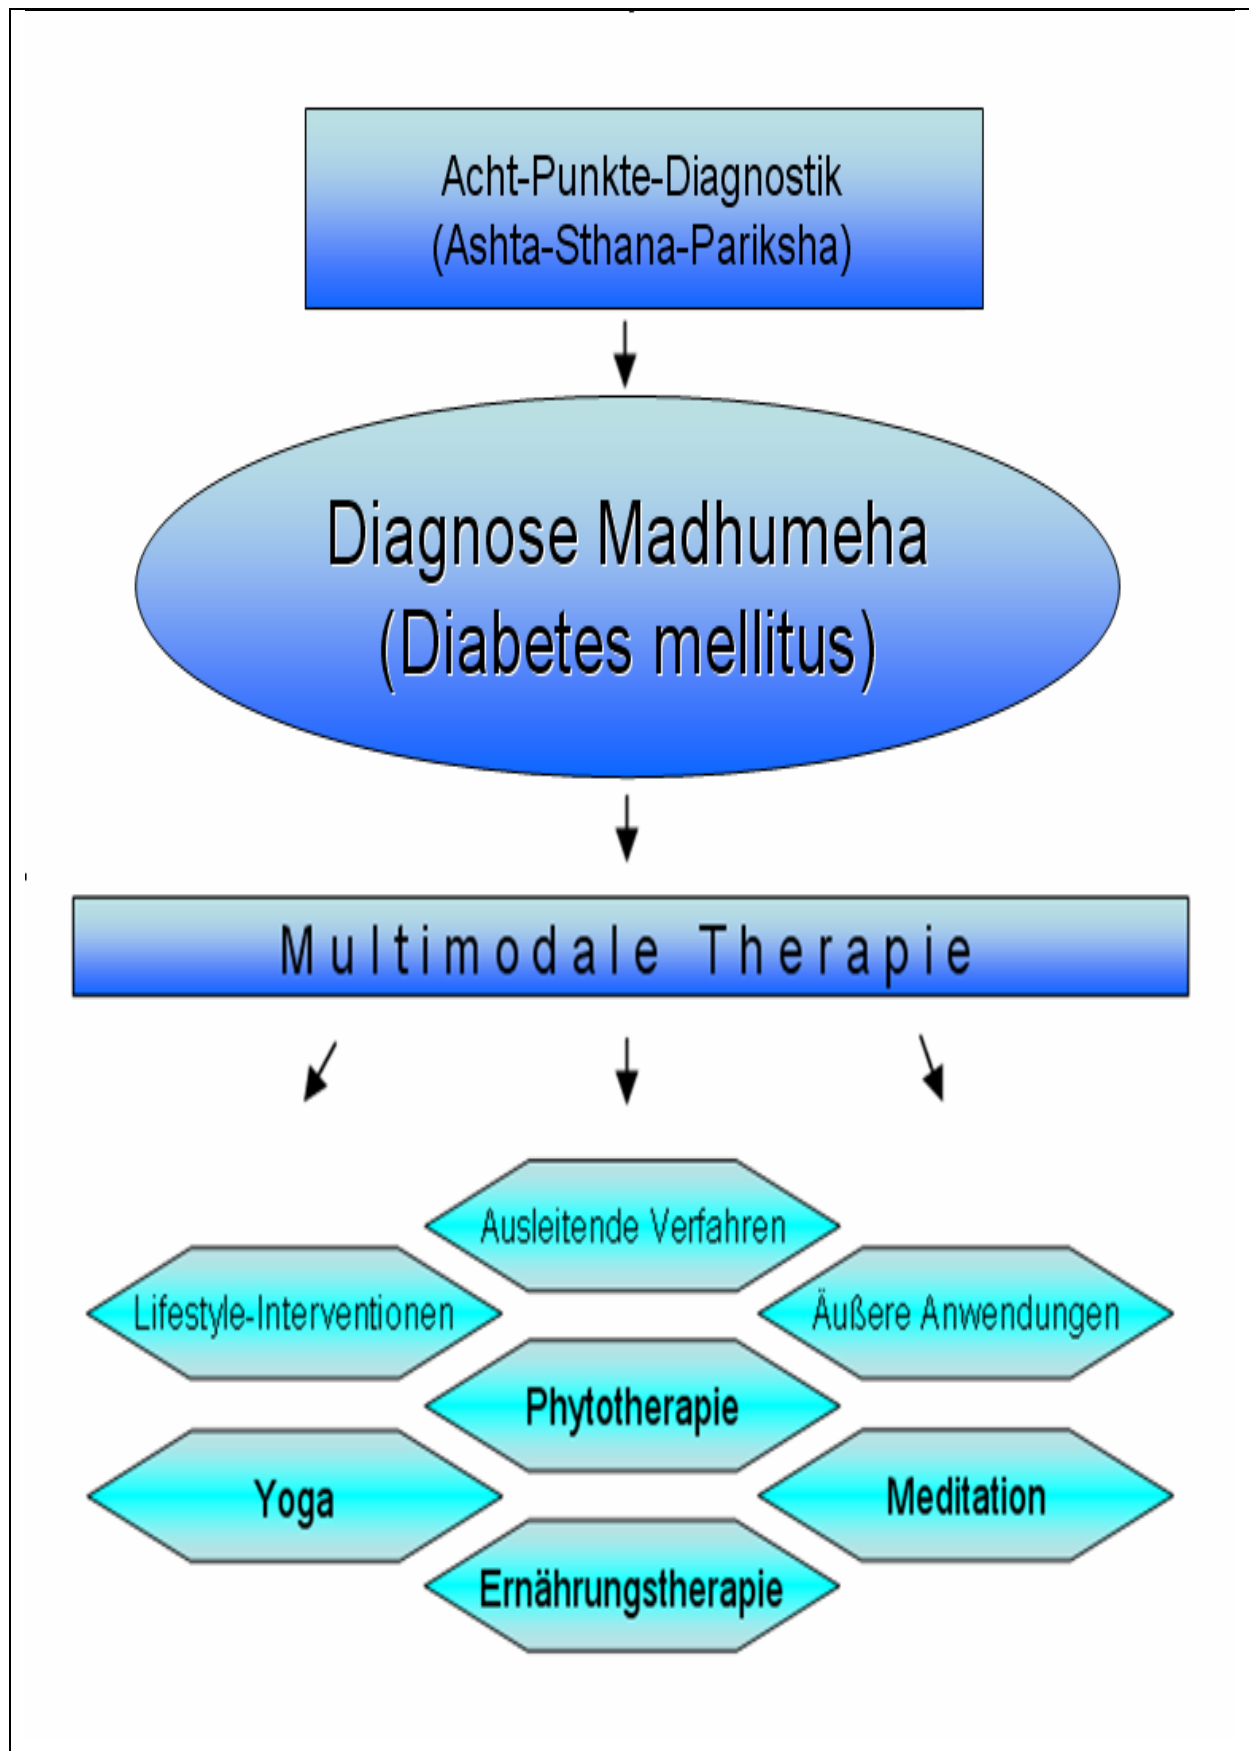 Acht-Punkte-Diagnostik
(Ashta-Sthana-Pariksha)
Diagnose Madhumeha
(Diabetes mellitus)
Multimodale Therapie
Ausleitende Verfahren
Lifestyle-Interventionen
Äußere Anwendungen
Phytotherapie
Yoga
Meditation
Ernährungstherapie